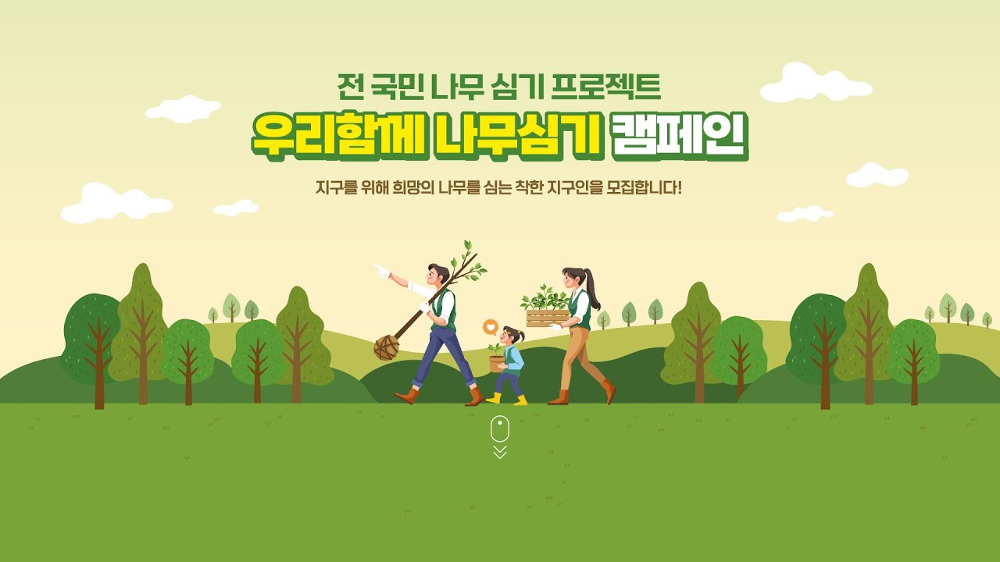 전 국민 나무 심기 프로젝트
우리함께 나무심기 캠페인
지구를 위해 희망의 나무를 심는 착한 지구인을 모집합니다!